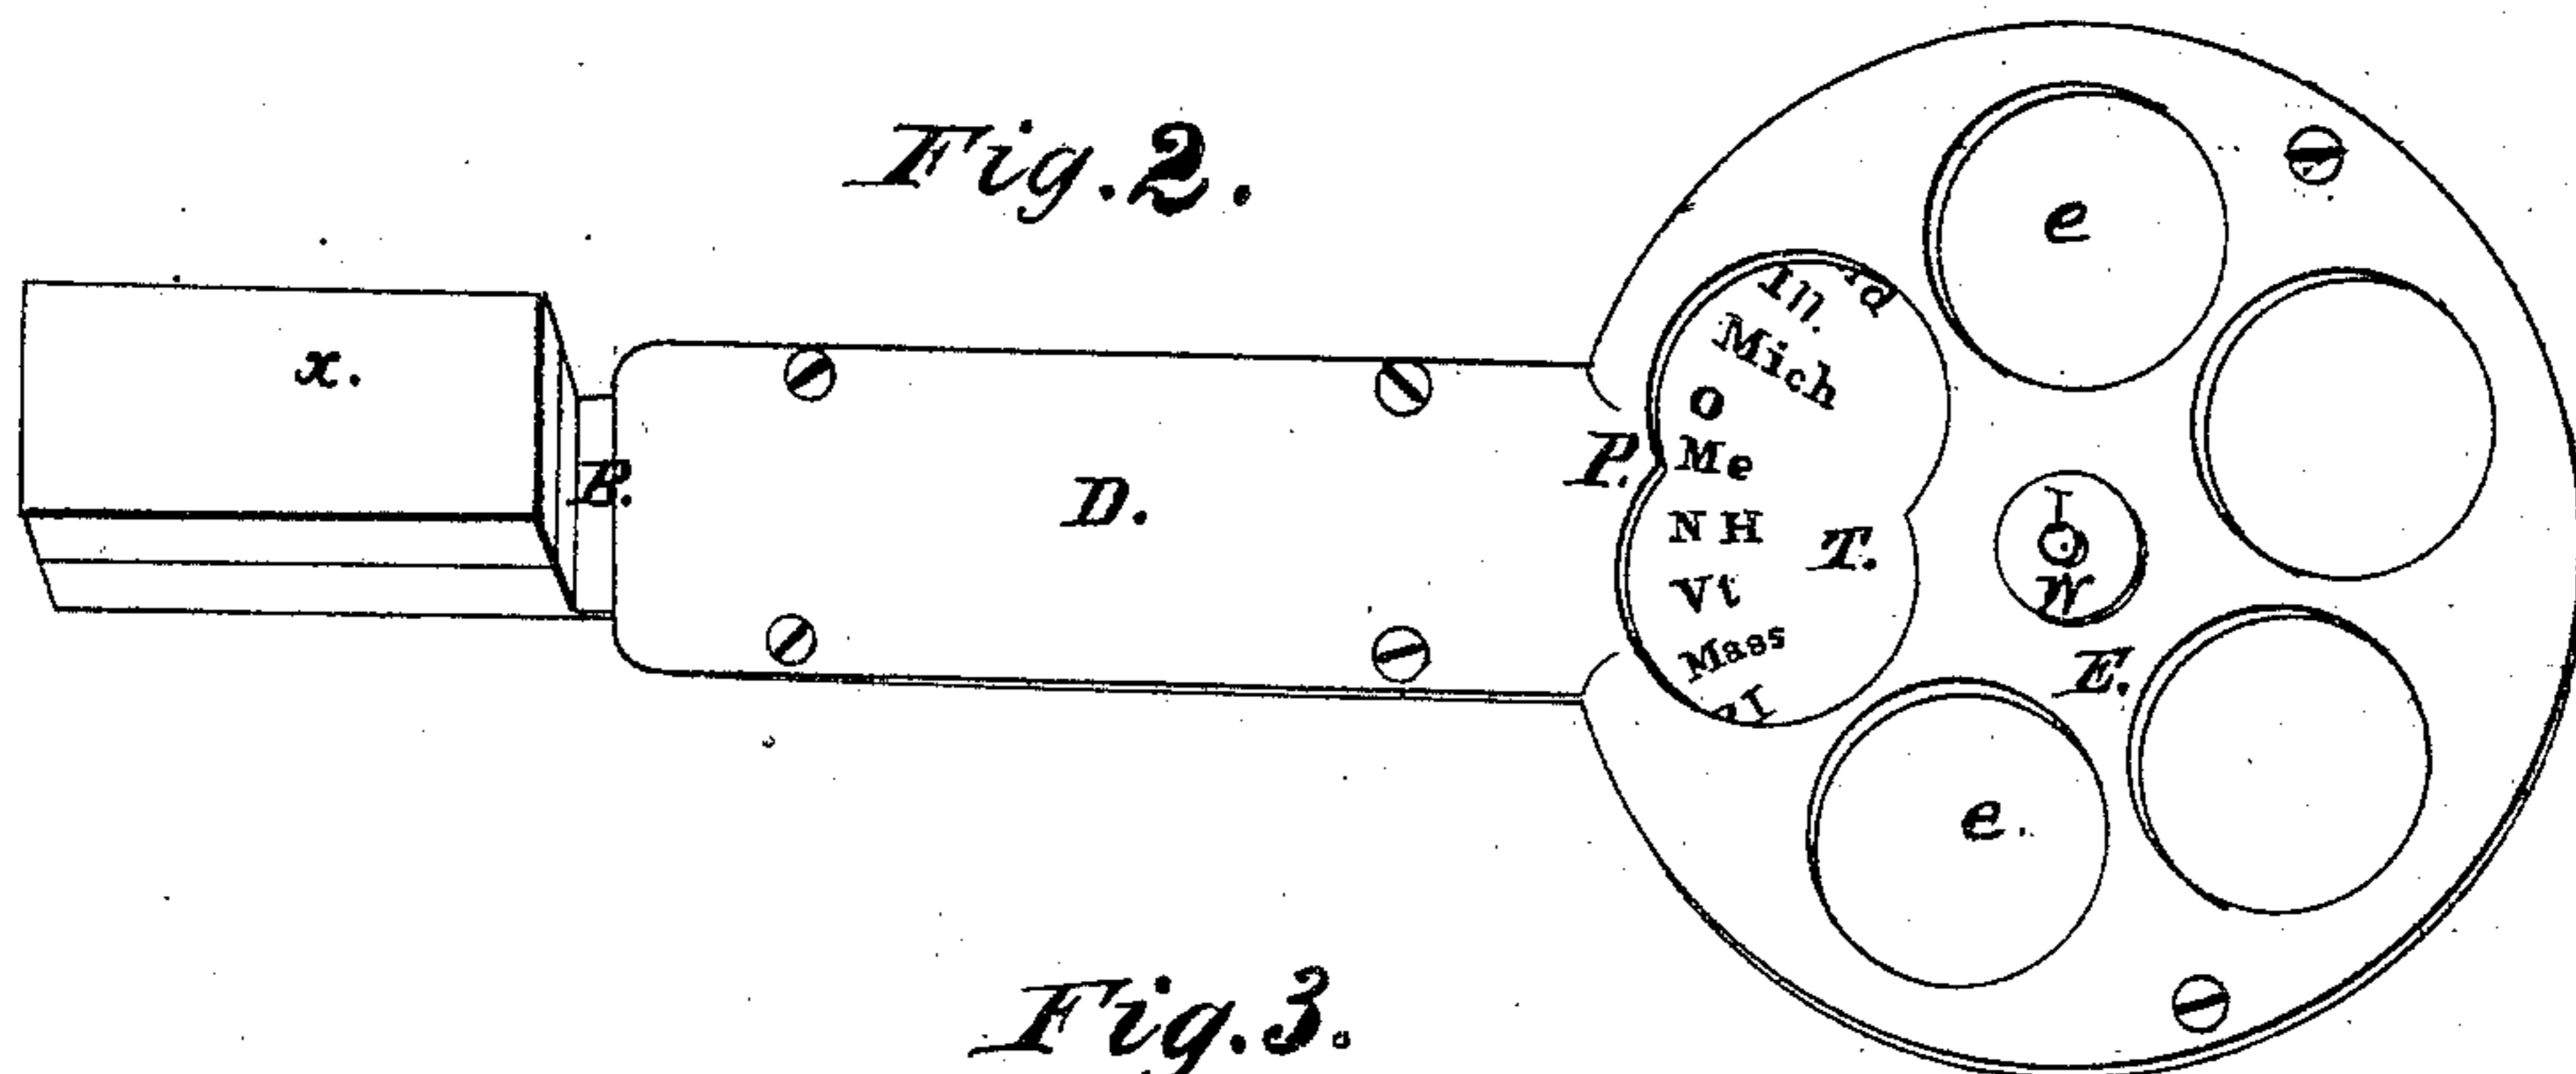 Fig. 2.
e
Ill.
Mich
x.
O
P.
Me
B.
D.
N H
T.
I
W
Vt
Mass
E.
e.
Fig. 3.